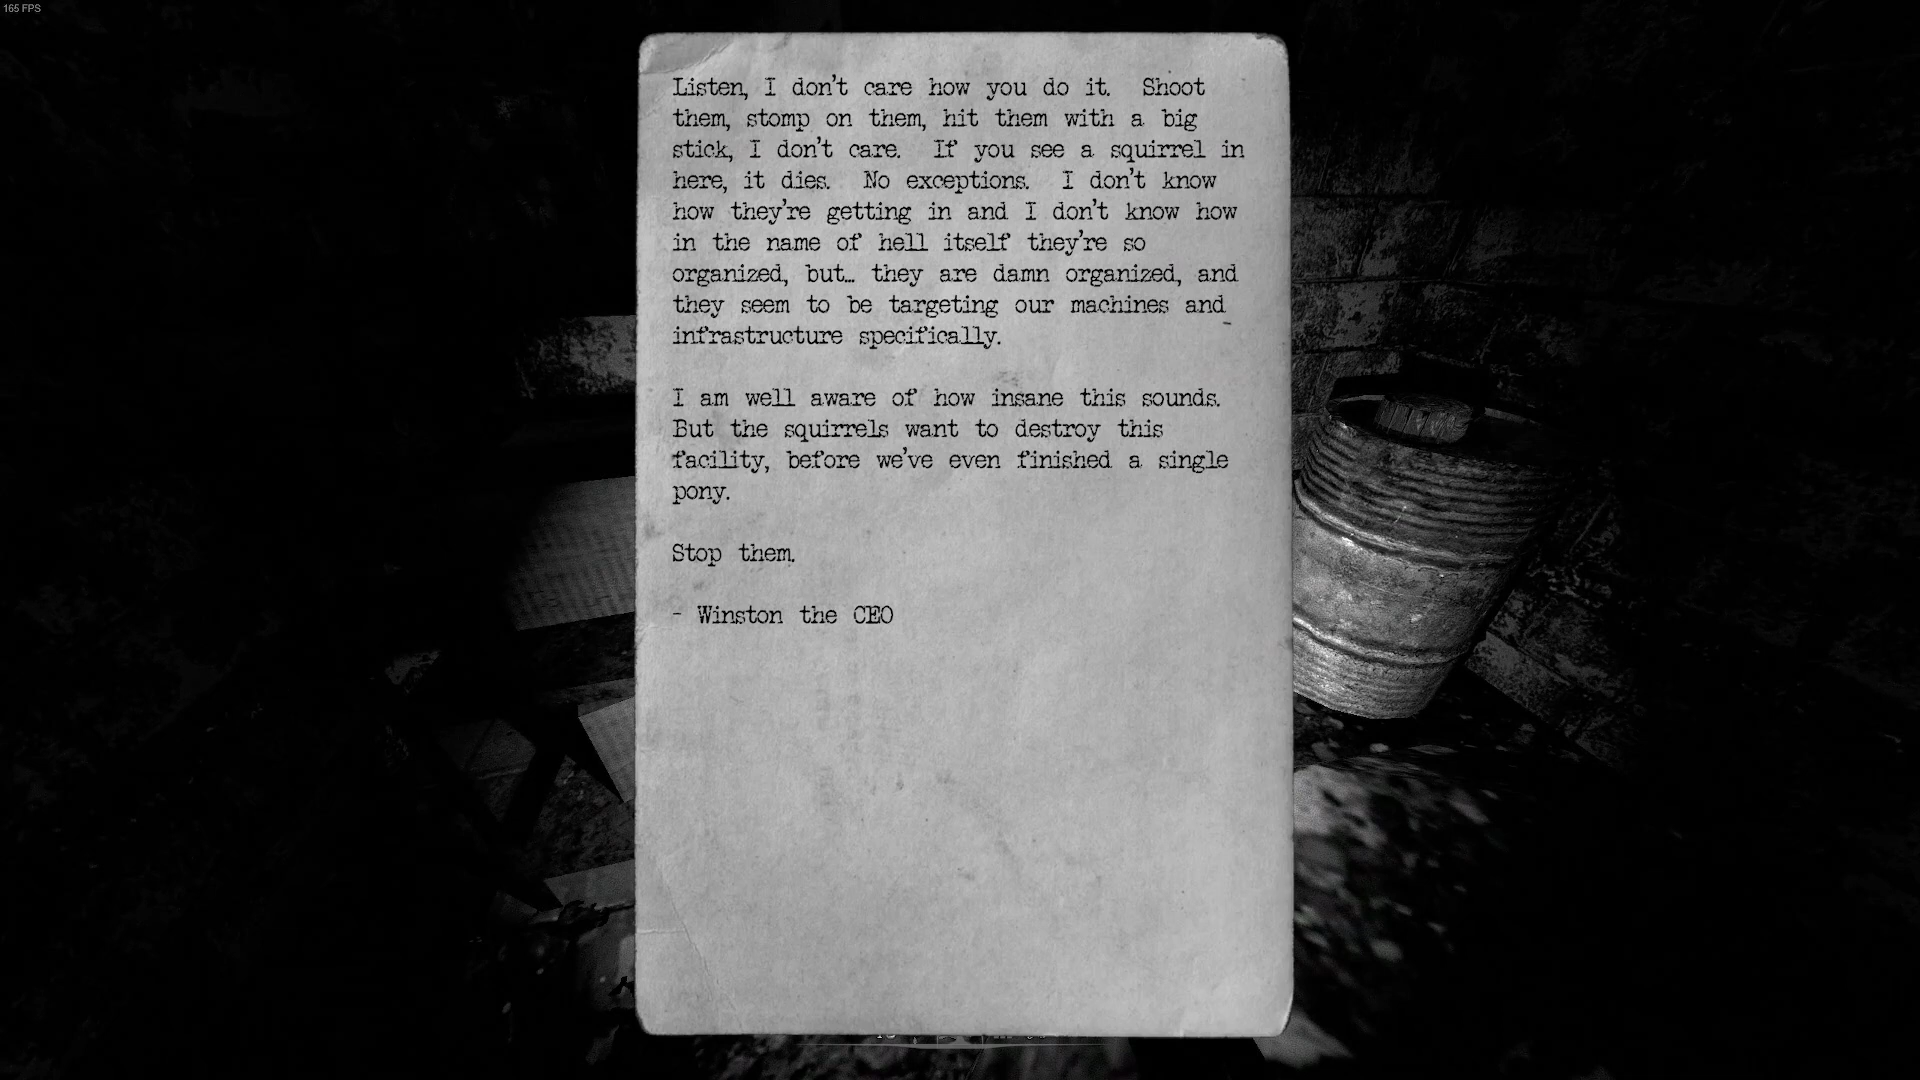 165 FPS
Listen, I don't care how you do it.  Shoot
them, stomp on them, hit them with a big
stick, I don't care.  If you see a squirrel in
here, it dies.  No exceptions.  I don't know
how they're getting in and I don't know how
in the name of hell itself they're so
organized, but… they are damn organized, and
they seem to be targeting our machines and
infrastructure specifically.
I am well aware of how insane this sounds.
But the squirrels want to destroy this
facility, before we've even finished a single
pony.
Stop them.
- Winston the CEO